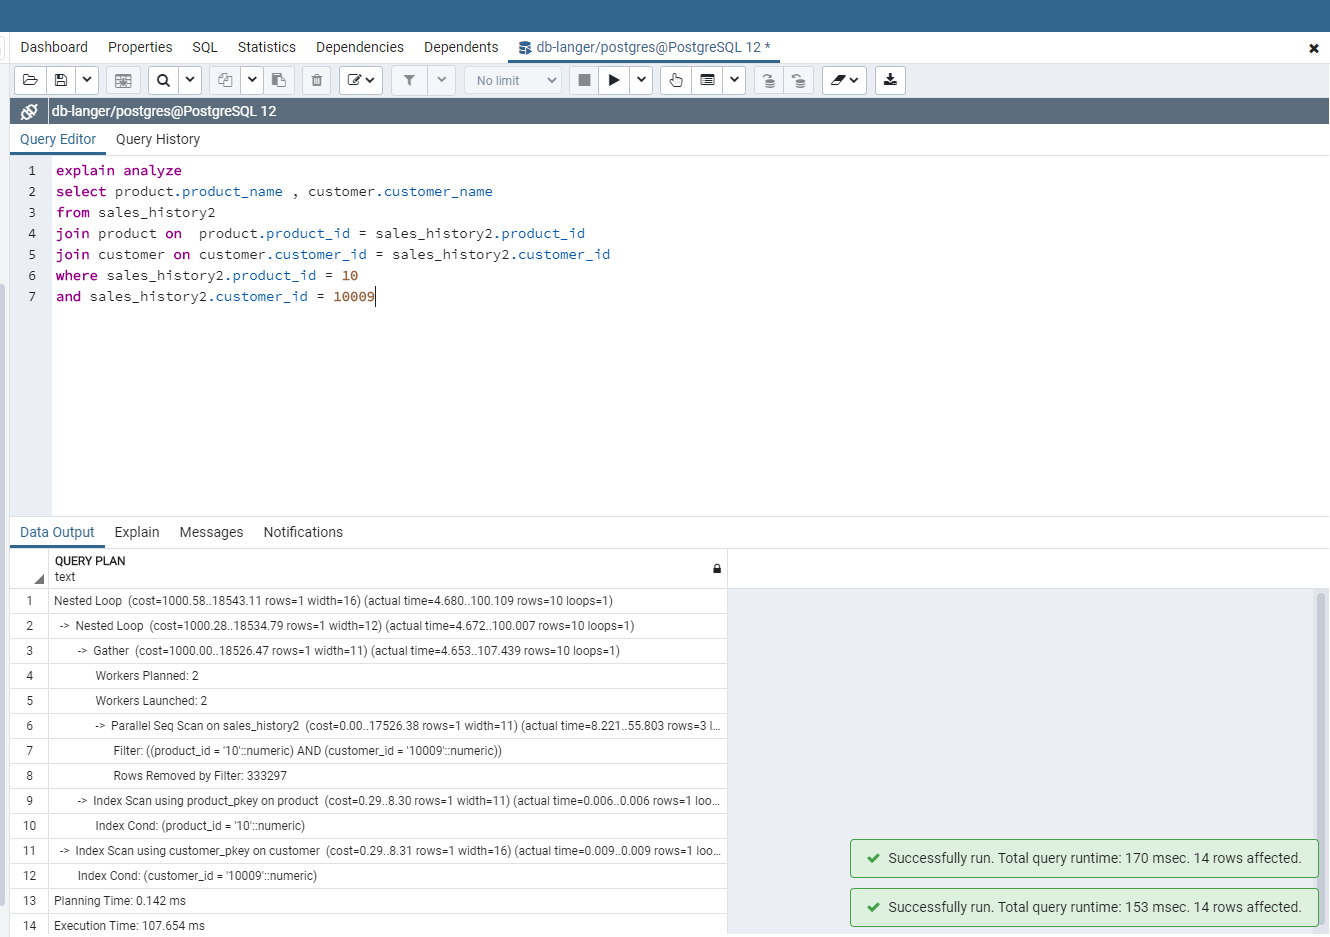 Dashboard Properties SQL Statistics Dependencies Dependents db-langer/postgres@PostgreSQL 12 *
No limit
db-langer/postgres@PostgreSQL 12
Query Editor Query History
1 explain analyze
2 select product.product_name , customer.customer_name
3 from sales_history2
4 join product on  product.product_id = sales_history2.product_id
5 join customer on customer.customer_id = sales_history2.customer_id
6 where sales_history2.product_id = 10
7 and sales_history2.customer_id = 10009
Data Output Explain Messages Notifications
QUERY PLAN
text
1 Nested Loop (cost=1000.58..18543.11 rows=1 width=16) (actual time=4.680..100.109 rows=10 loops=1)
2 -> Nested Loop (cost=1000.28..18534.79 rows=1 width=12) (actual time=4.672..100.007 rows=10 loops=1)
3 -> Gather (cost=1000.00..18526.47 rows=1 width=11) (actual time=4.653..107.439 rows=10 loops=1)
4 Workers Planned: 2
5 Workers Launched: 2
6 -> Parallel Seq Scan on sales_history2 (cost=0.00..17526.38 rows=1 width=11) (actual time=8.221..55.803 rows=3 l...
7 Filter: ((product_id = '10'::numeric) AND (customer_id = '10009'::numeric))
8 Rows Removed by Filter: 333297
9 -> Index Scan using product_pkey on product (cost=0.29..8.30 rows=1 width=11) (actual time=0.006..0.006 rows=1 loo...
10 Index Cond: (product_id = '10'::numeric)
11 -> Index Scan using customer_pkey on customer (cost=0.29..8.31 rows=1 width=16) (actual time=0.009..0.009 rows=1 loo...
12 Index Cond: (customer_id = '10009'::numeric)
13 Planning Time: 0.142 ms
14 Execution Time: 107.654 ms
Successfully run. Total query runtime: 170 msec. 14 rows affected.
Successfully run. Total query runtime: 153 msec. 14 rows affected.